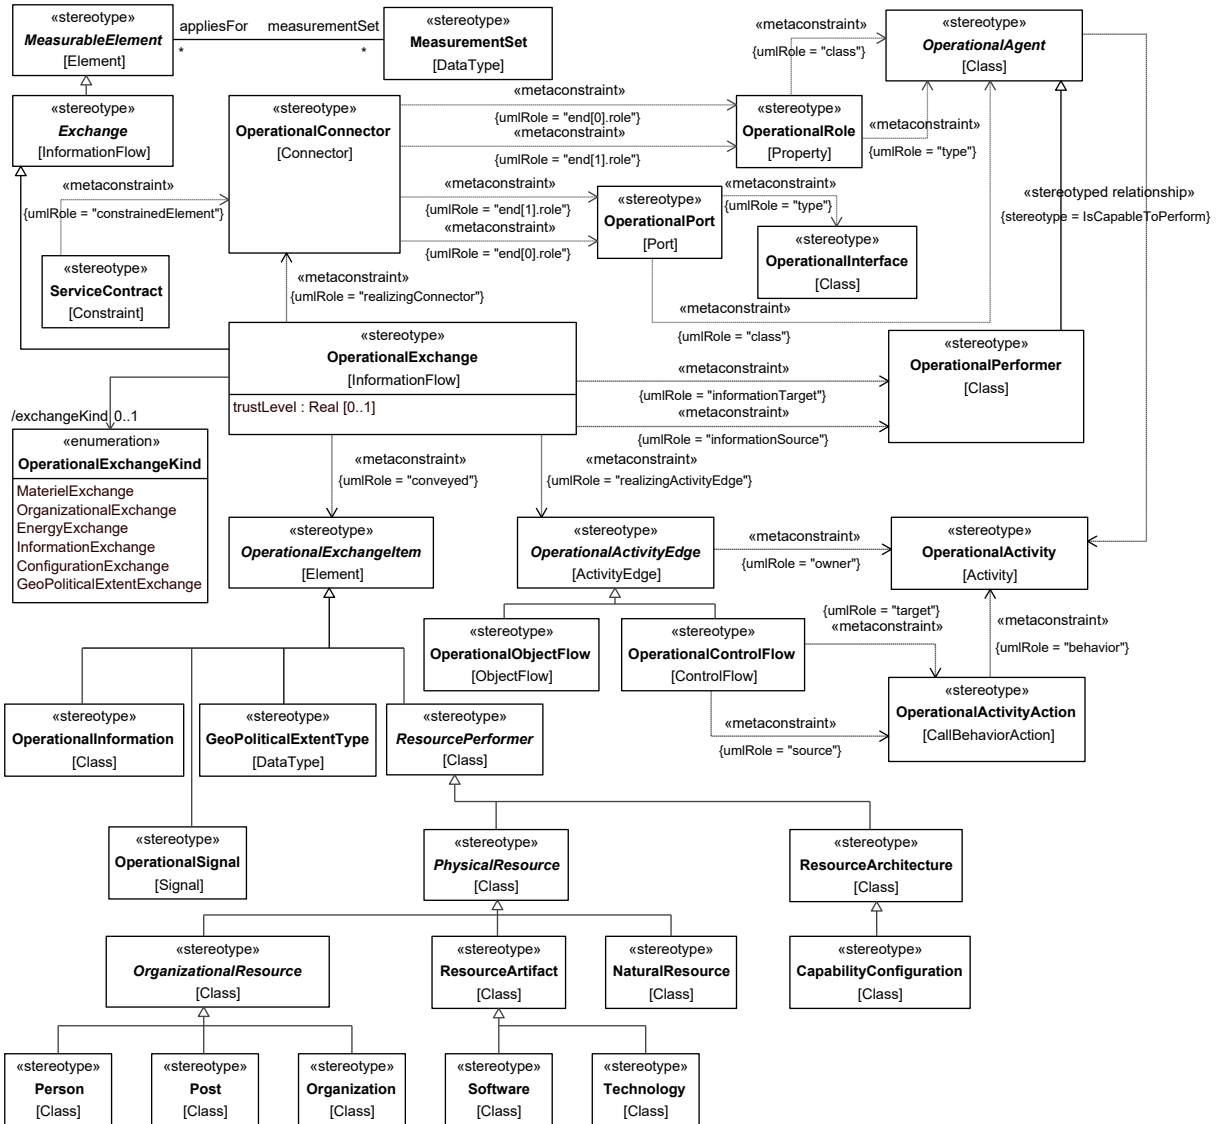 «stereotype»
MeasurableElement
[Element]
appliesFor
measurementSet
*
*
«stereotype»
MeasurementSet
[DataType]
«metaconstraint»
{umlRole = "class"}
«stereotype»
OperationalAgent
[Class]
«stereotype»
Exchange
[InformationFlow]
«stereotype»
OperationalConnector
[Connector]
«metaconstraint»
{umlRole = "end[0].role"}
«metaconstraint»
{umlRole = "end[1].role"}
«stereotype»
OperationalRole
[Property]
«metaconstraint»
{umlRole = "type"}
«metaconstraint»
{umlRole = "constrainedElement"}
«metaconstraint»
{umlRole = "end[1].role"}
«metaconstraint»
{umlRole = "end[0].role"}
«stereotype»
OperationalPort
[Port]
«metaconstraint»
{umlRole = "type"}
«stereotyped relationship»
{stereotype = IsCapableToPerform}
«stereotype»
OperationalInterface
[Class]
«stereotype»
ServiceContract
[Constraint]
«metaconstraint»
{umlRole = "realizingConnector"}
«metaconstraint»
{umlRole = "class"}
«stereotype»
OperationalExchange
[InformationFlow]
trustLevel : Real [0..1]
«metaconstraint»
{umlRole = "informationTarget"}
«metaconstraint»
{umlRole = "informationSource"}
«stereotype»
OperationalPerformer
[Class]
/exchangeKind 0..1
«enumeration»
OperationalExchangeKind
MaterielExchange
OrganizationalExchange
EnergyExchange
InformationExchange
ConfigurationExchange
GeoPoliticalExtentExchange
«metaconstraint»
{umlRole = "conveyed"}
«metaconstraint»
{umlRole = "realizingActivityEdge"}
«stereotype»
OperationalExchangeItem
[Element]
«stereotype»
OperationalActivityEdge
[ActivityEdge]
«metaconstraint»
{umlRole = "owner"}
«stereotype»
OperationalActivity
[Activity]
«stereotype»
OperationalObjectFlow
[ObjectFlow]
«stereotype»
OperationalControlFlow
[ControlFlow]
{umlRole = "target"}
«metaconstraint»
«metaconstraint»
{umlRole = "behavior"}
«metaconstraint»
{umlRole = "source"}
«stereotype»
OperationalActivityAction
[CallBehaviorAction]
«stereotype»
OperationalInformation
[Class]
«stereotype»
GeoPoliticalExtentType
[DataType]
«stereotype»
ResourcePerformer
[Class]
«stereotype»
OperationalSignal
[Signal]
«stereotype»
PhysicalResource
[Class]
«stereotype»
ResourceArchitecture
[Class]
«stereotype»
OrganizationalResource
[Class]
«stereotype»
ResourceArtifact
[Class]
«stereotype»
NaturalResource
[Class]
«stereotype»
CapabilityConfiguration
[Class]
«stereotype»
Person
[Class]
«stereotype»
Post
[Class]
«stereotype»
Organization
[Class]
«stereotype»
Software
[Class]
«stereotype»
Technology
[Class]